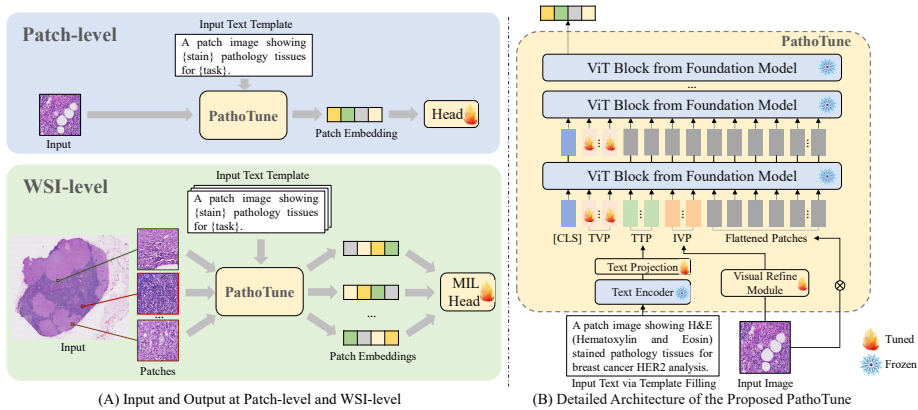 (A)
Patch-level
Input Text Template
A patch image showing
{stain} pathology tissues
for {task}.
PathoTune
Input
Patch Embedding
Head
WSI-level
Input Text Template
A patch image showing
{stain} pathology tissues
for {task}.
PathoTune
MIL
Head
...
...
Input
Patches
Patch Embeddings
(A) Input and Output at Patch-level and WSI-level
(B)
PathoTune
ViT Block from Foundation Model
...
ViT Block from Foundation Model
ViT Block from Foundation Model
[CLS] TVP TTP IVP Flattened Patches
Text Projection
Text Encoder
Visual Refine
Module
A patch image showing H&E
(Hematoxylin and Eosin)
stained pathology tissues for
breast cancer HER2 analysis.
Input Text via Template Filling
Input Image
Tuned
Frozen
(B) Detailed Architecture of the Proposed PathoTune